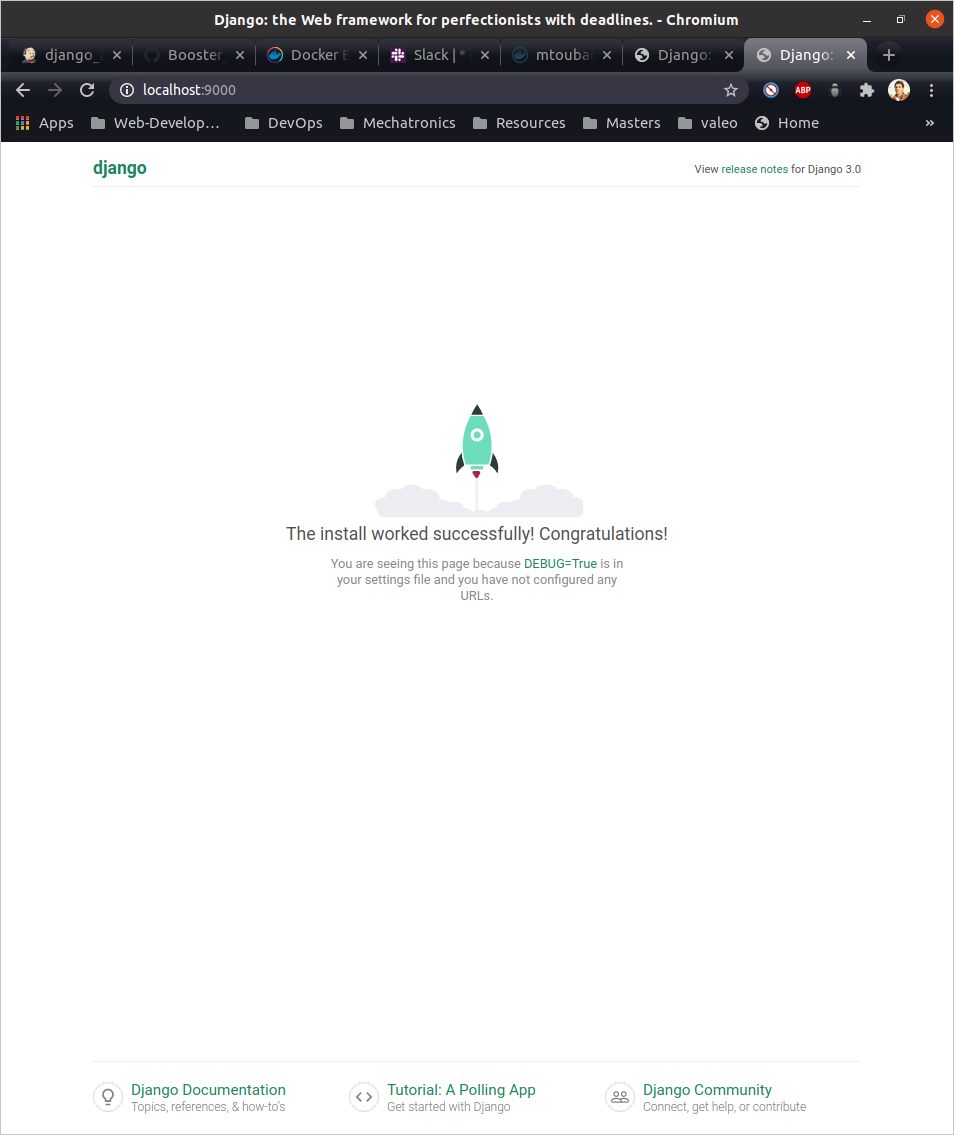 Django: the Web framework for perfectionists with deadlines. - Chromium
django_
Booster_
Docker E
Slack | *
mtouba
Django:
Django:
localhost:9000
ABP
Apps
Web-Develop...
DevOps
Mechatronics
Resources
Masters
valeo
Home
»
django
View release notes for Django 3.0
The install worked successfully! Congratulations!
You are seeing this page because DEBUG=True is in
your settings file and you have not configured any
URLs.
Django Documentation
Topics, references, & how-to's
Tutorial: A Polling App
Get started with Django
Django Community
Connect, get help, or contribute